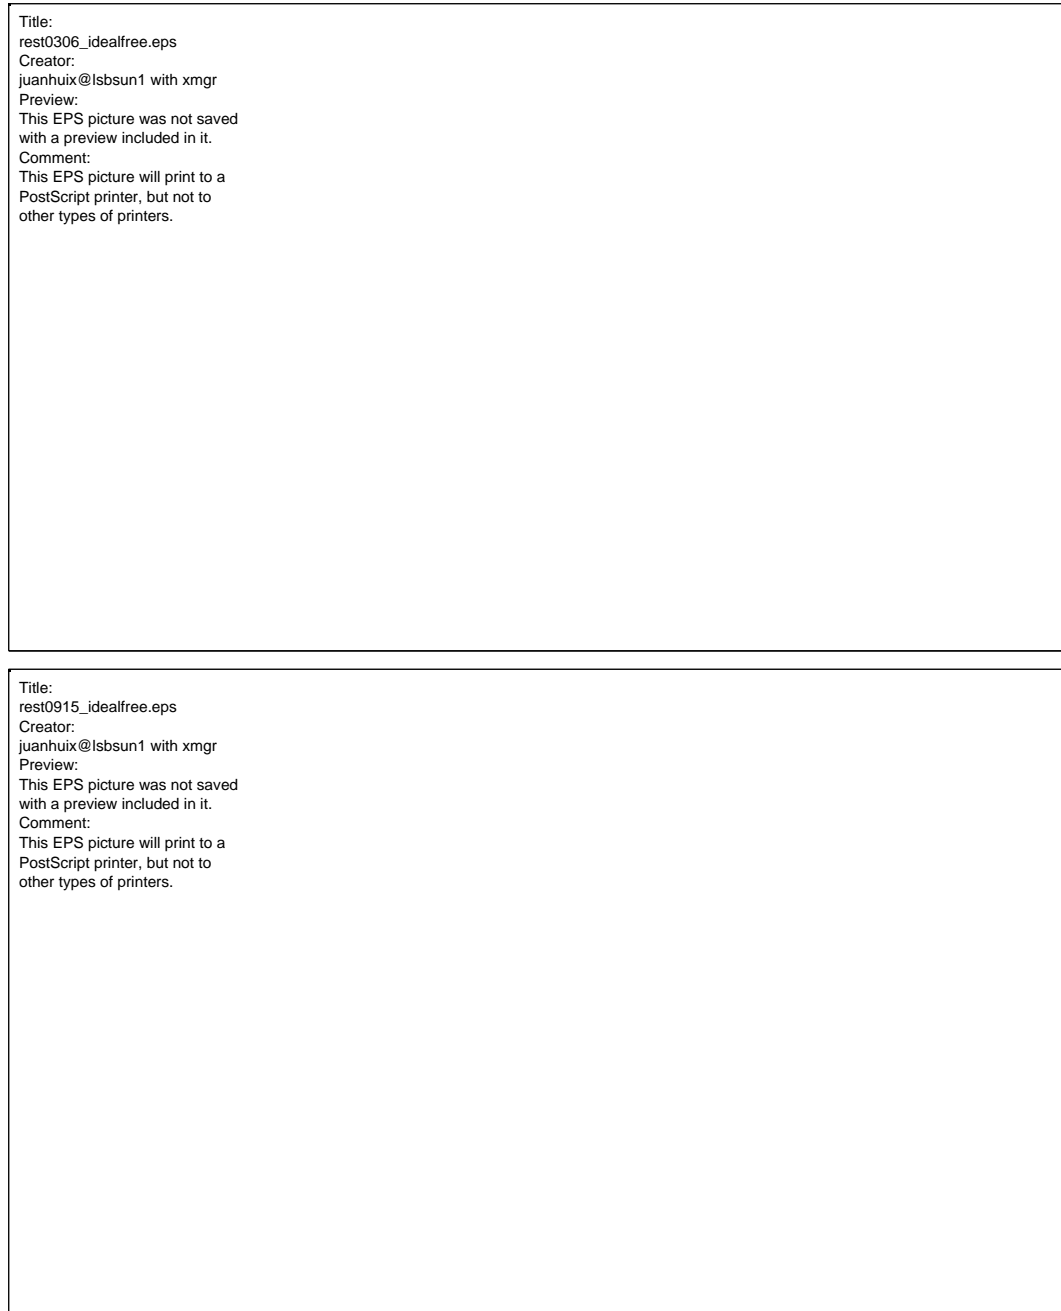 Title:
rest0306_idealfree.eps
Creator:
juanhuix@lsbsun1 with xmgr
Preview:
This EPS picture was not saved
with a preview included in it.
Comment:
This EPS picture will print to a
PostScript printer, but not to
other types of printers.
Title:
rest0915_idealfree.eps
Creator:
juanhuix@lsbsun1 with xmgr
Preview:
This EPS picture was not saved
with a preview included in it.
Comment:
This EPS picture will print to a
PostScript printer, but not to
other types of printers.